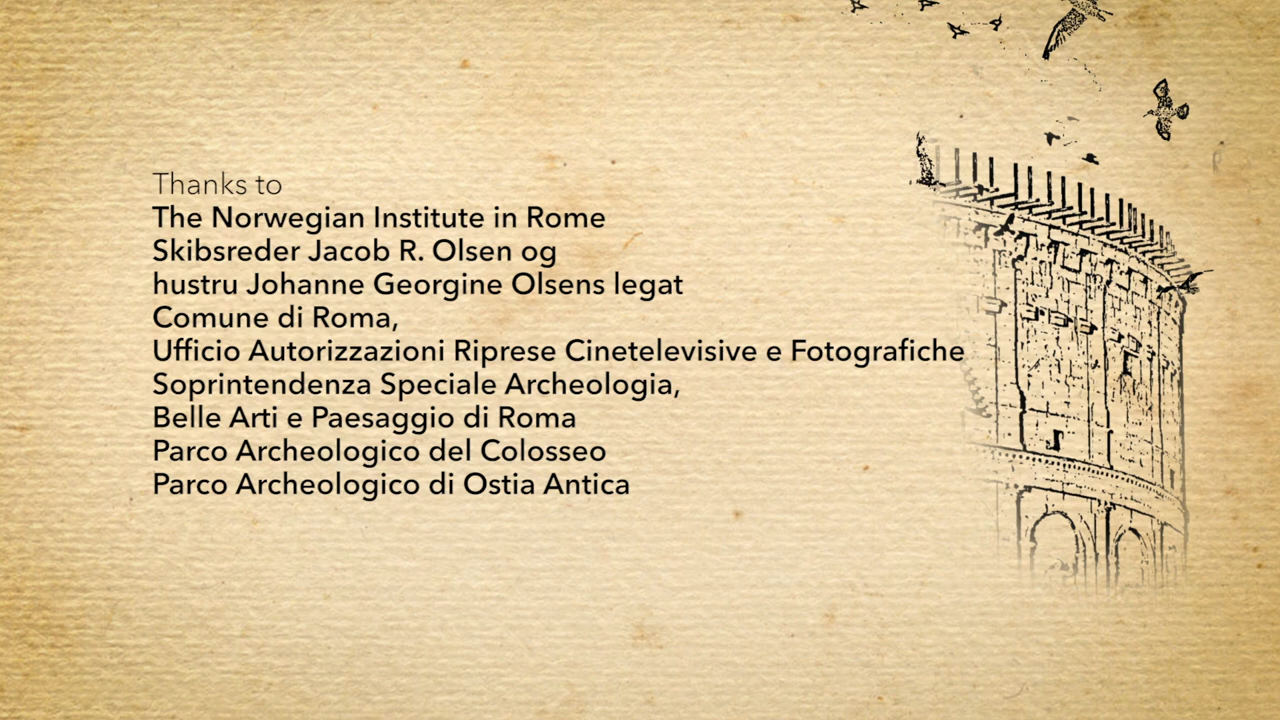 Thanks to
The Norwegian Institute in Rome
Skibsreder Jacob R. Olsen og
hustru Johanne Georgine Olsens legat
Comune di Roma,
Ufficio Autorizzazioni Riprese Cinetelevisive e Fotografiche
Soprintendenza Speciale Archeologia,
Belle Arti e Paesaggio di Roma
Parco Archeologico del Colosseo
Parco Archeologico di Ostia Antica